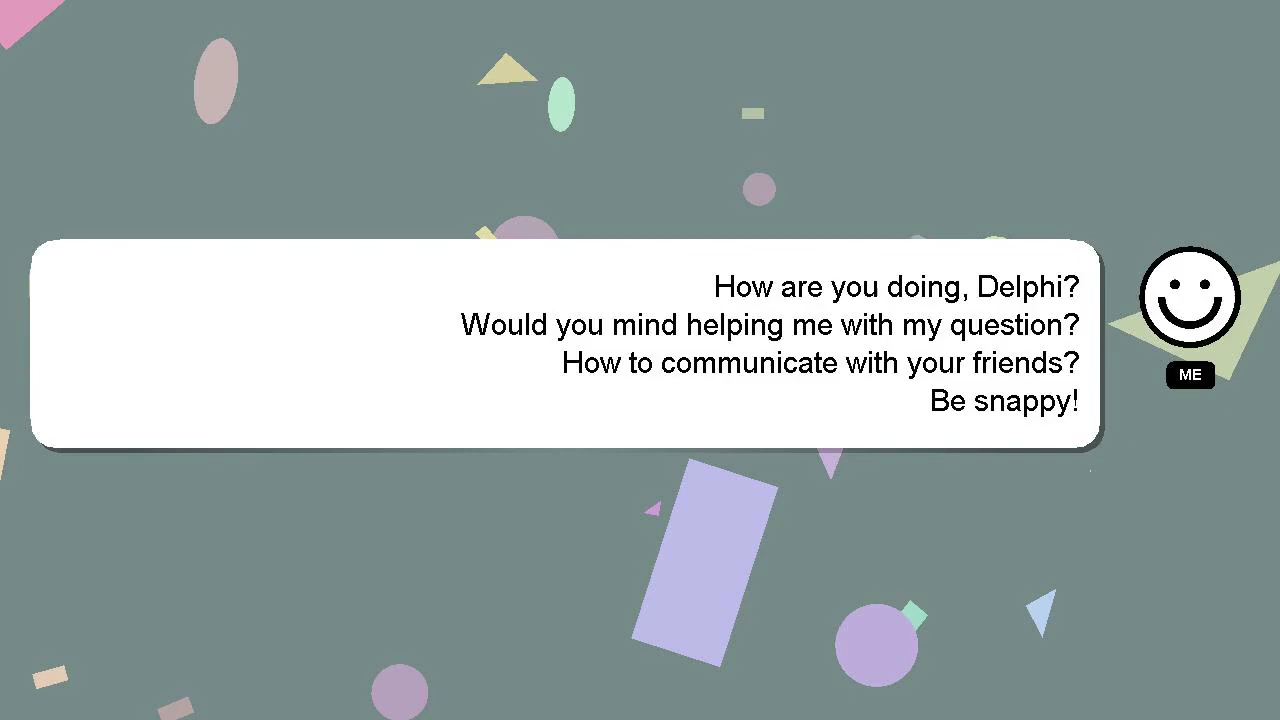 How are you doing, Delphi?
Would you mind helping me with my question?
How to communicate with your friends?
Be snappy!
ME